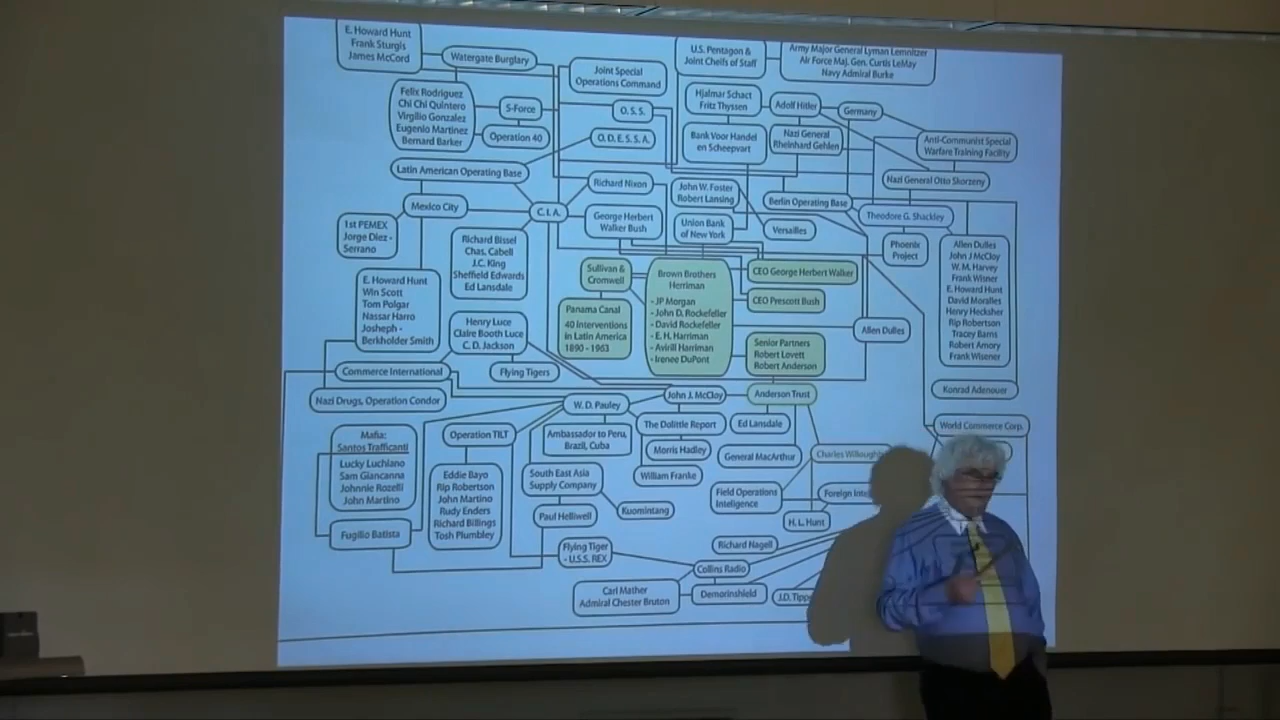 E. Howard Hunt
Frank Sturgis
James McCord
Watergate Burglary
Joint Special
Operations Command
U.S. Pentagon &
Joint Cheifs of Staff
Army Major General Lyman Lemnitzer
Air Force Maj. Gen. Curtis LeMay
Navy Admiral Burke
Felix Rodriguez
Chi Chi Quintero
Virgilio Gonzalez
Eugenio Martinez
Bernard Barker
S-Force
Operation 40
O.S.S.
O.D.E.S.S.A.
Hjalmar Schact
Fritz Thyssen
Adolf Hitler
Germany
Bank Voor Handel
en Scheepvart
Nazi General
Rheinhard Gehlen
Anti-Communist Special
Warfare Training Facility
Nazi General Otto Skorzeny
Latin American Operating Base
Richard Nixon
John W. Foster
Robert Lansing
Berlin Operating Base
Theodore G. Shackley
Mexico City
C.I.A.
George Herbert
Walker Bush
Union Bank
of New York
Versailles
1st PEMEX
Jorge Diez -
Serrano
Richard Bissel
Chas. Cabell
J.C. King
Sheffield Edwards
Ed Lansdale
Phoenix
Project
Allen Dulles
John J McCloy
W. M. Harvey
Frank Wisner
E. Howard Hunt
David Moralles
Henry Hecksher
Rip Robertson
Tracey Barns
Robert Amory
Frank Wisener
Sullivan &
Cromwell
Brown Brothers
Herriman
- JP Morgan
- John D. Rockefeller
- David Rockefeller
- E. H. Harriman
- Avirill Harriman
- Irenee DuPont
CEO George Herbert Walker
CEO Prescott Bush
E. Howard Hunt
Win Scott
Tom Polgar
Nassar Harro
Josheph -
Berkholder Smith
Panama Canal
40 Interventions
in Latin America
1890 - 1963
Henry Luce
Claire Booth Luce
C. D. Jackson
Allen Dulles
Senior Partners
Robert Lovett
Robert Anderson
Commerce International
Flying Tigers
Konrad Adenouer
Nazi Drugs, Operation Condor
W. D. Pauley
John J. McCloy
Anderson Trust
The Dolittle Report
Ed Lansdale
World Commerce Corp.
Mafia:
Santos Trafficanti
Lucky Luchiano
Sam Giancanna
Johnnie Rozelli
John Martino
Operation TILT
Ambassador to Peru,
Brazil, Cuba
Morris Hadley
General MacArthur
Charles Willoughby
William Franke
Eddie Bayo
Rip Robertson
John Martino
Rudy Enders
Richard Billings
Tosh Plumbley
South East Asia
Supply Company
Field Operations
Inteligence
Foreign
Kuomintang
Paul Helliwell
H. L. Hunt
Fugilio Batista
Flying Tiger
- U.S.S. REX
Richard Nagell
Collins Radio
Carl Mather
Admiral Chester Bruton
Demorinshield
J.D.